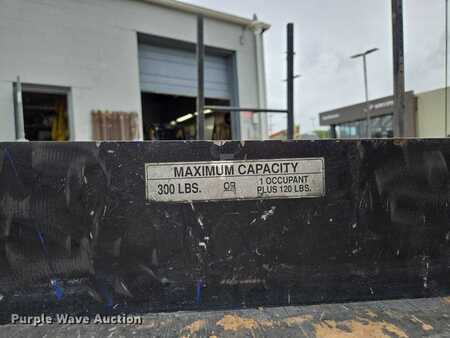 MAXIMUM CAPACITY
300 LBS. OR 1 OCCUPANT
PLUS 120 LBS.
Purple Wave Auction